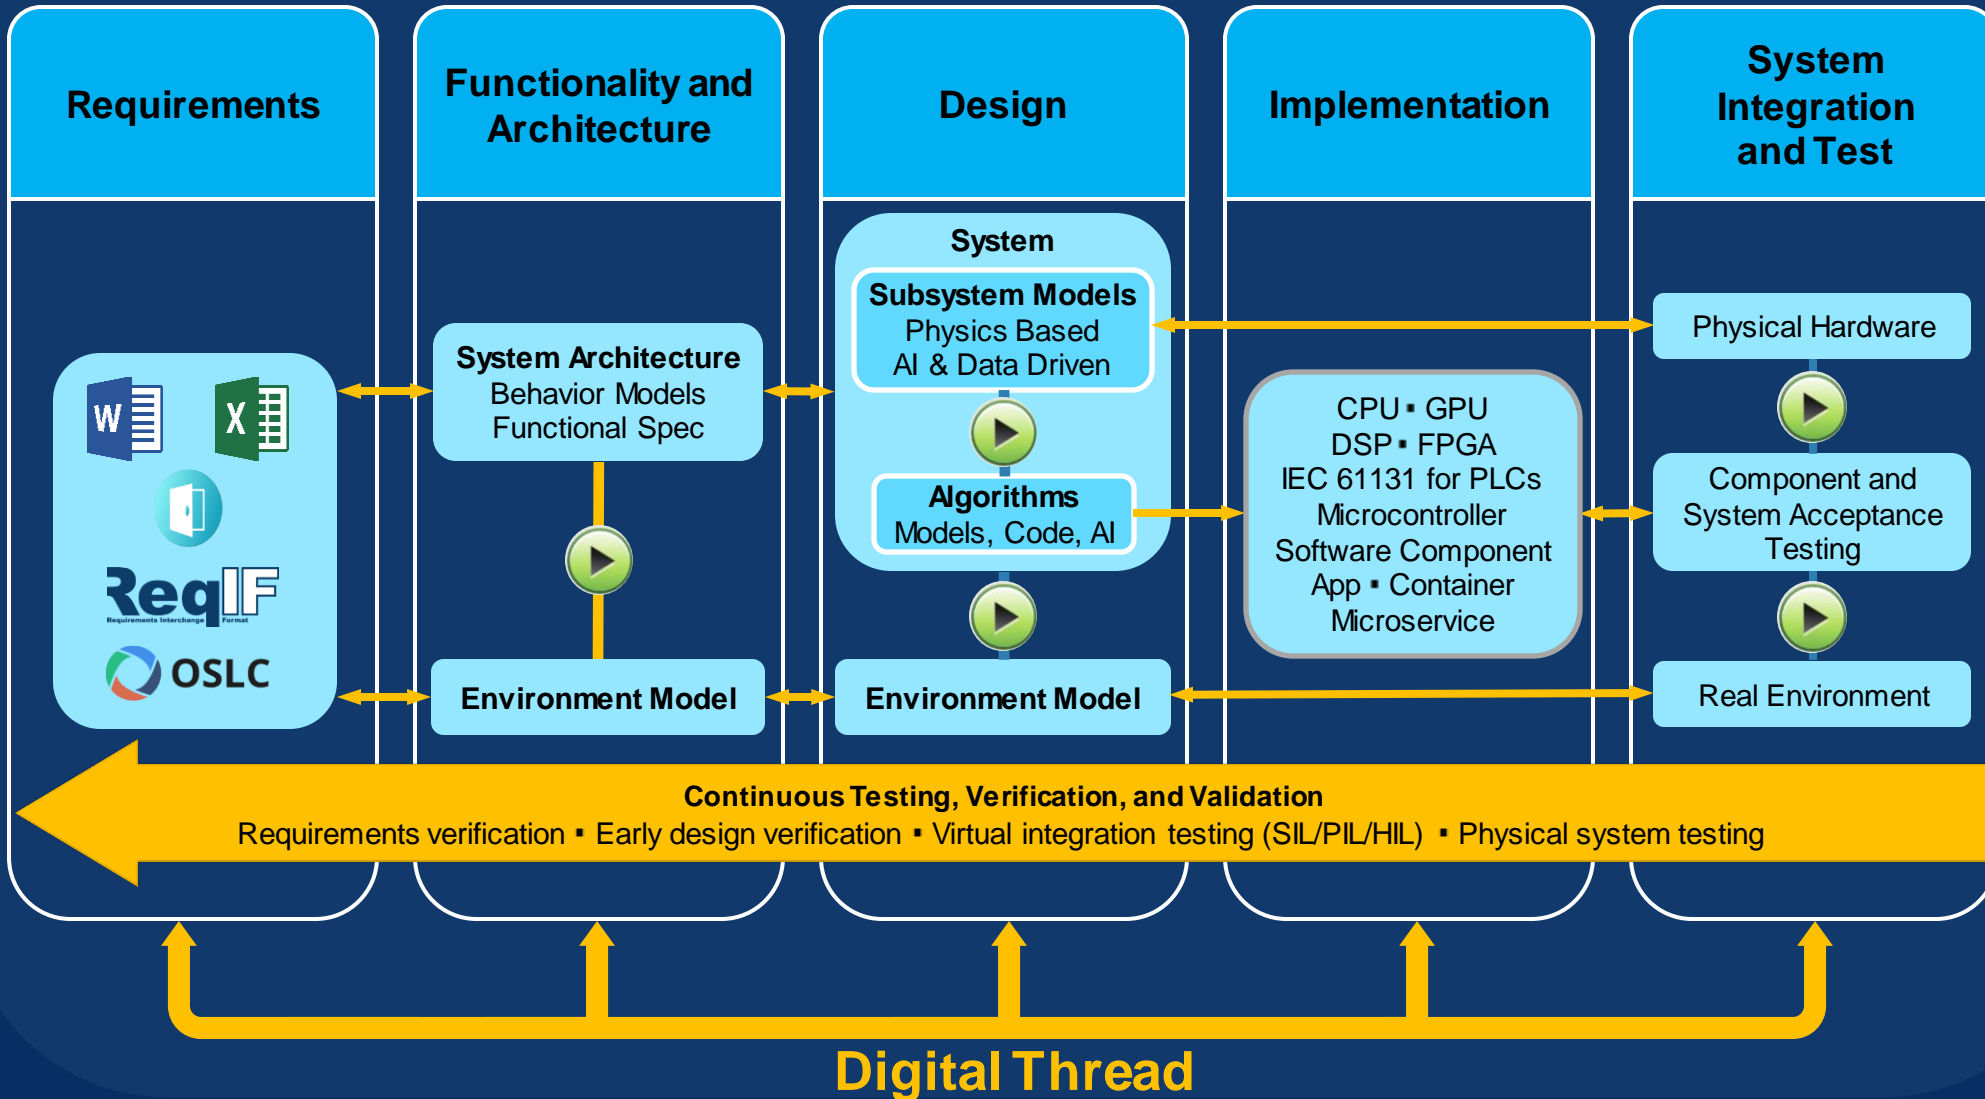 Requirements
Functionality and
Architecture
Design
Implementation
System
Integration
and Test
W
X
ReqIF
Requirements Interchange Format
OSLC
System Architecture
Behavior Models
Functional Spec
Environment Model
System
Subsystem Models
Physics Based
AI & Data Driven
Algorithms
Models, Code, AI
Environment Model
CPU ▪ GPU
DSP ▪ FPGA
IEC 61131 for PLCs
Microcontroller
Software Component
App ▪ Container
Microservice
Physical Hardware
Component and
System Acceptance
Testing
Real Environment
Continuous Testing, Verification, and Validation
Requirements verification ▪ Early design verification ▪ Virtual integration testing (SIL/PIL/HIL) ▪ Physical system testing
Digital Thread